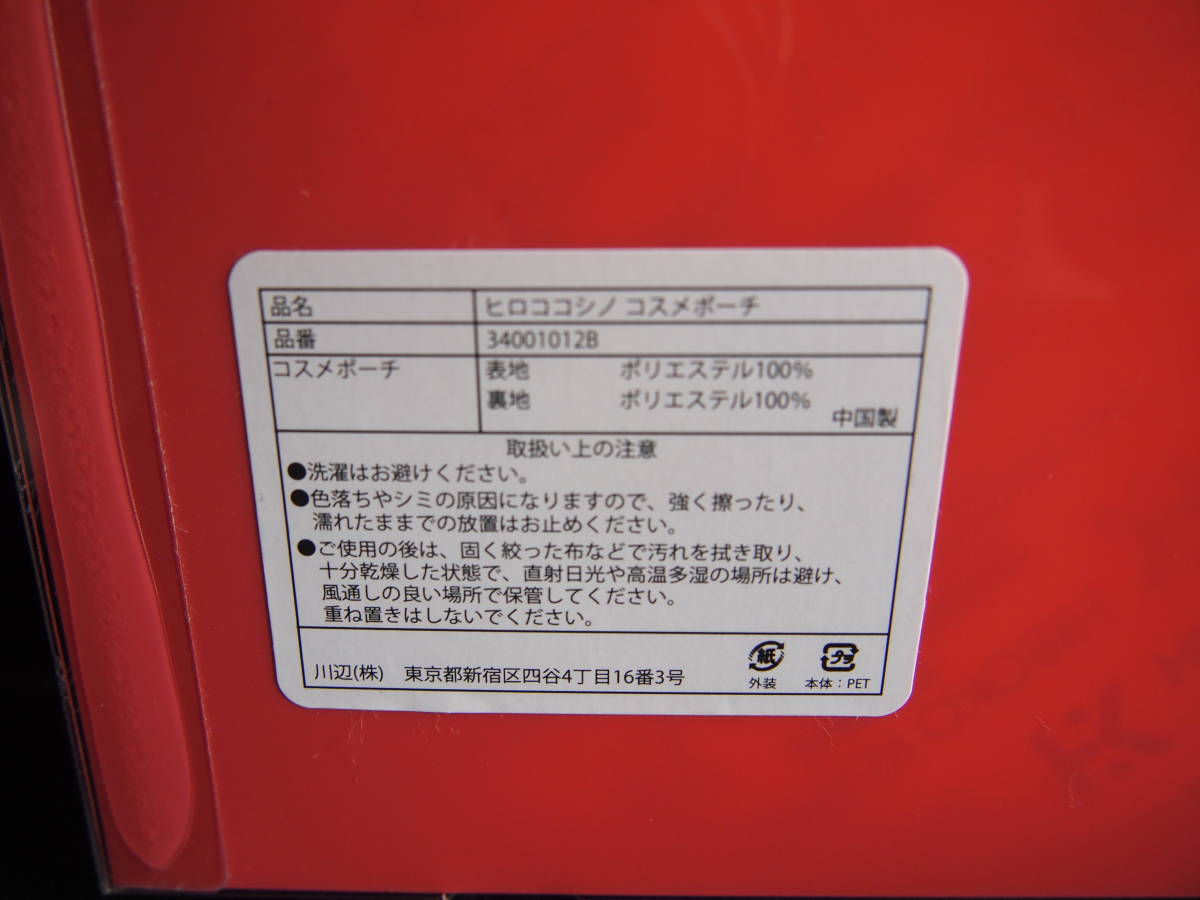 品名 ヒロココシノ コスメポーチ
品番 34001012B
コスメポーチ 表地 ポリエステル100%
裏地 ポリエステル100%
中国製
取扱い上の注意
●洗濯はお避けください。
●色落ちやシミの原因になりますので、強く擦ったり、
濡れたままでの放置はお止めください。
●ご使用の後は、固く絞った布などで汚れを拭き取り、
十分乾燥した状態で、直射日光や高温多湿の場所は避け、
風通しの良い場所で保管してください。
重ね置きはしないでください。
川辺(株) 東京都新宿区四谷4丁目16番3号
紙 プラ
外装 本体：PET